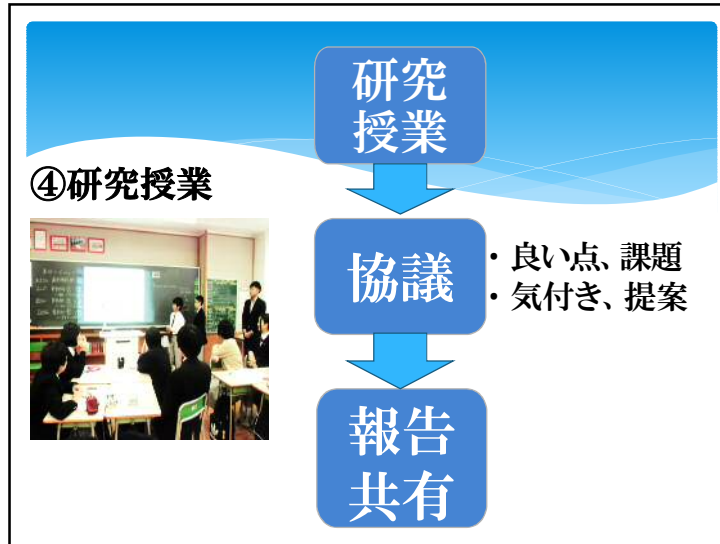 研究
授業
④研究授業
協議
・良い点、課題
・気付き、提案
報告
共有